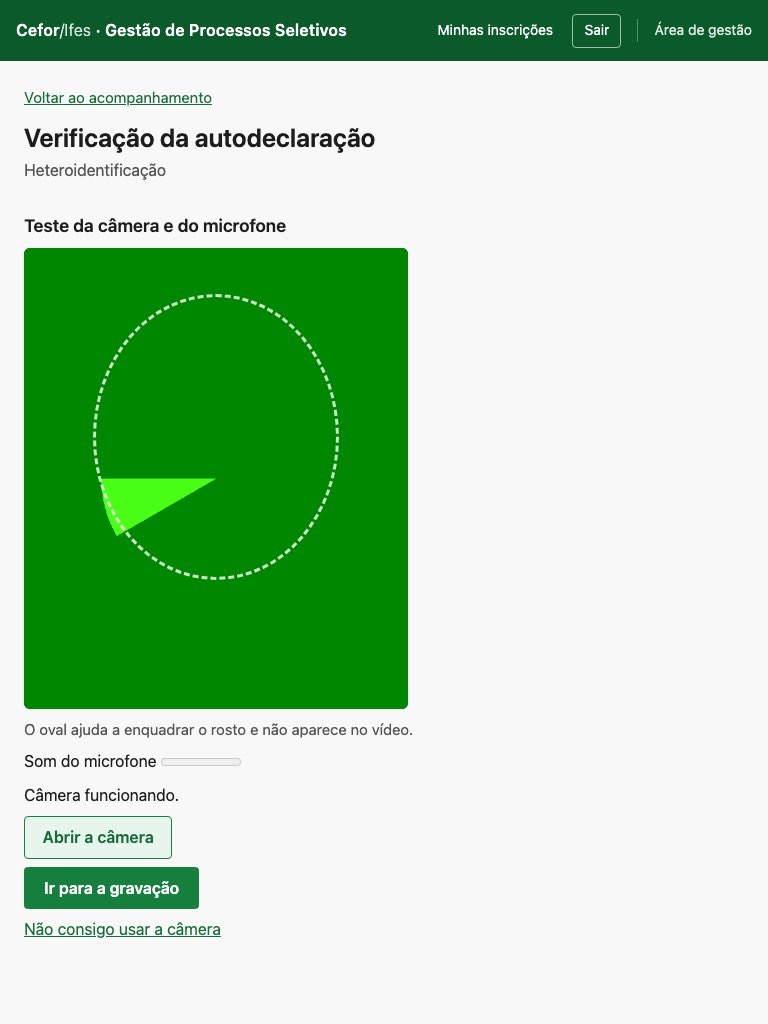 Cefor/Ifes · Gestão de Processos Seletivos
Minhas inscrições
Sair
Área de gestão
Voltar ao acompanhamento
Verificação da autodeclaração
Heteroidentificação
Teste da câmera e do microfone
O oval ajuda a enquadrar o rosto e não aparece no vídeo.
Som do microfone
Câmera funcionando.
Abrir a câmera
Ir para a gravação
Não consigo usar a câmera